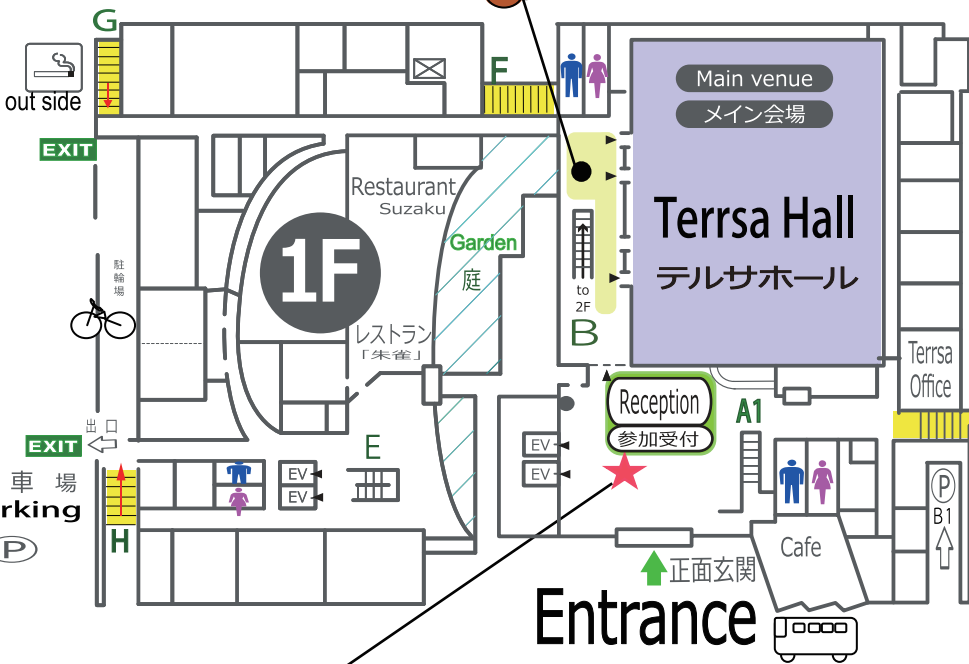 G
out side
EXIT
F
Main venue
メイン会場
Terrsa Hall
テルサホール
Restaurant
Suzaku
1F
Garden
庭
駐輪場
レストラン
「朱雀」
to
2F
B
Terrsa
Office
Reception
参加受付
A1
出口
EXIT
E
EV
EV
EV
EV
車 場
rking
P
H
P
B1
Cafe
正面玄関
Entrance